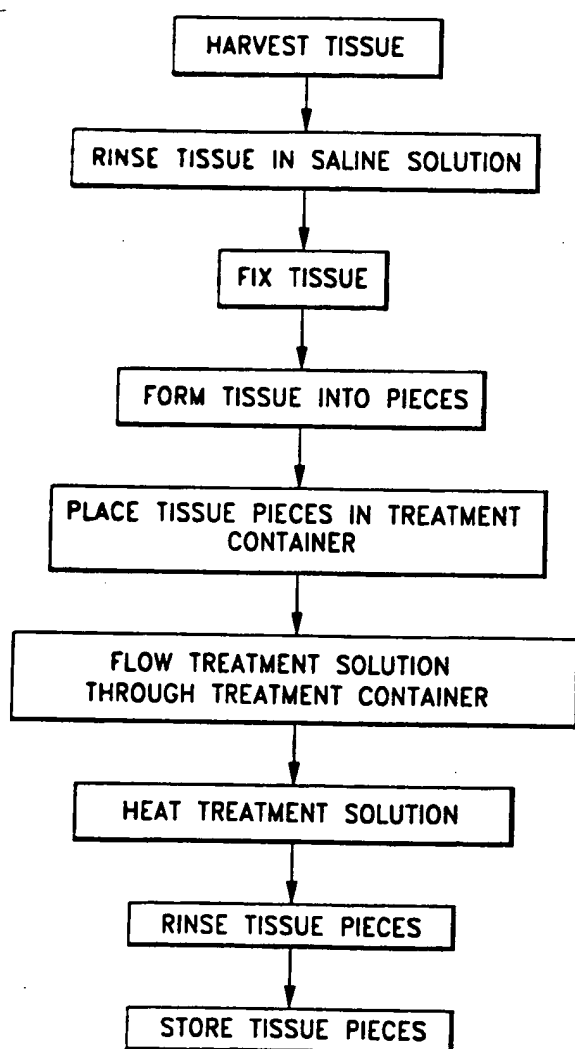 HARVEST TISSUE
RINSE TISSUE IN SALINE SOLUTION
FIX TISSUE
FORM TISSUE INTO PIECES
PLACE TISSUE PIECES IN TREATMENT
CONTAINER
FLOW TREATMENT SOLUTION
THROUGH TREATMENT CONTAINER
HEAT TREATMENT SOLUTION
RINSE TISSUE PIECES
STORE TISSUE PIECES